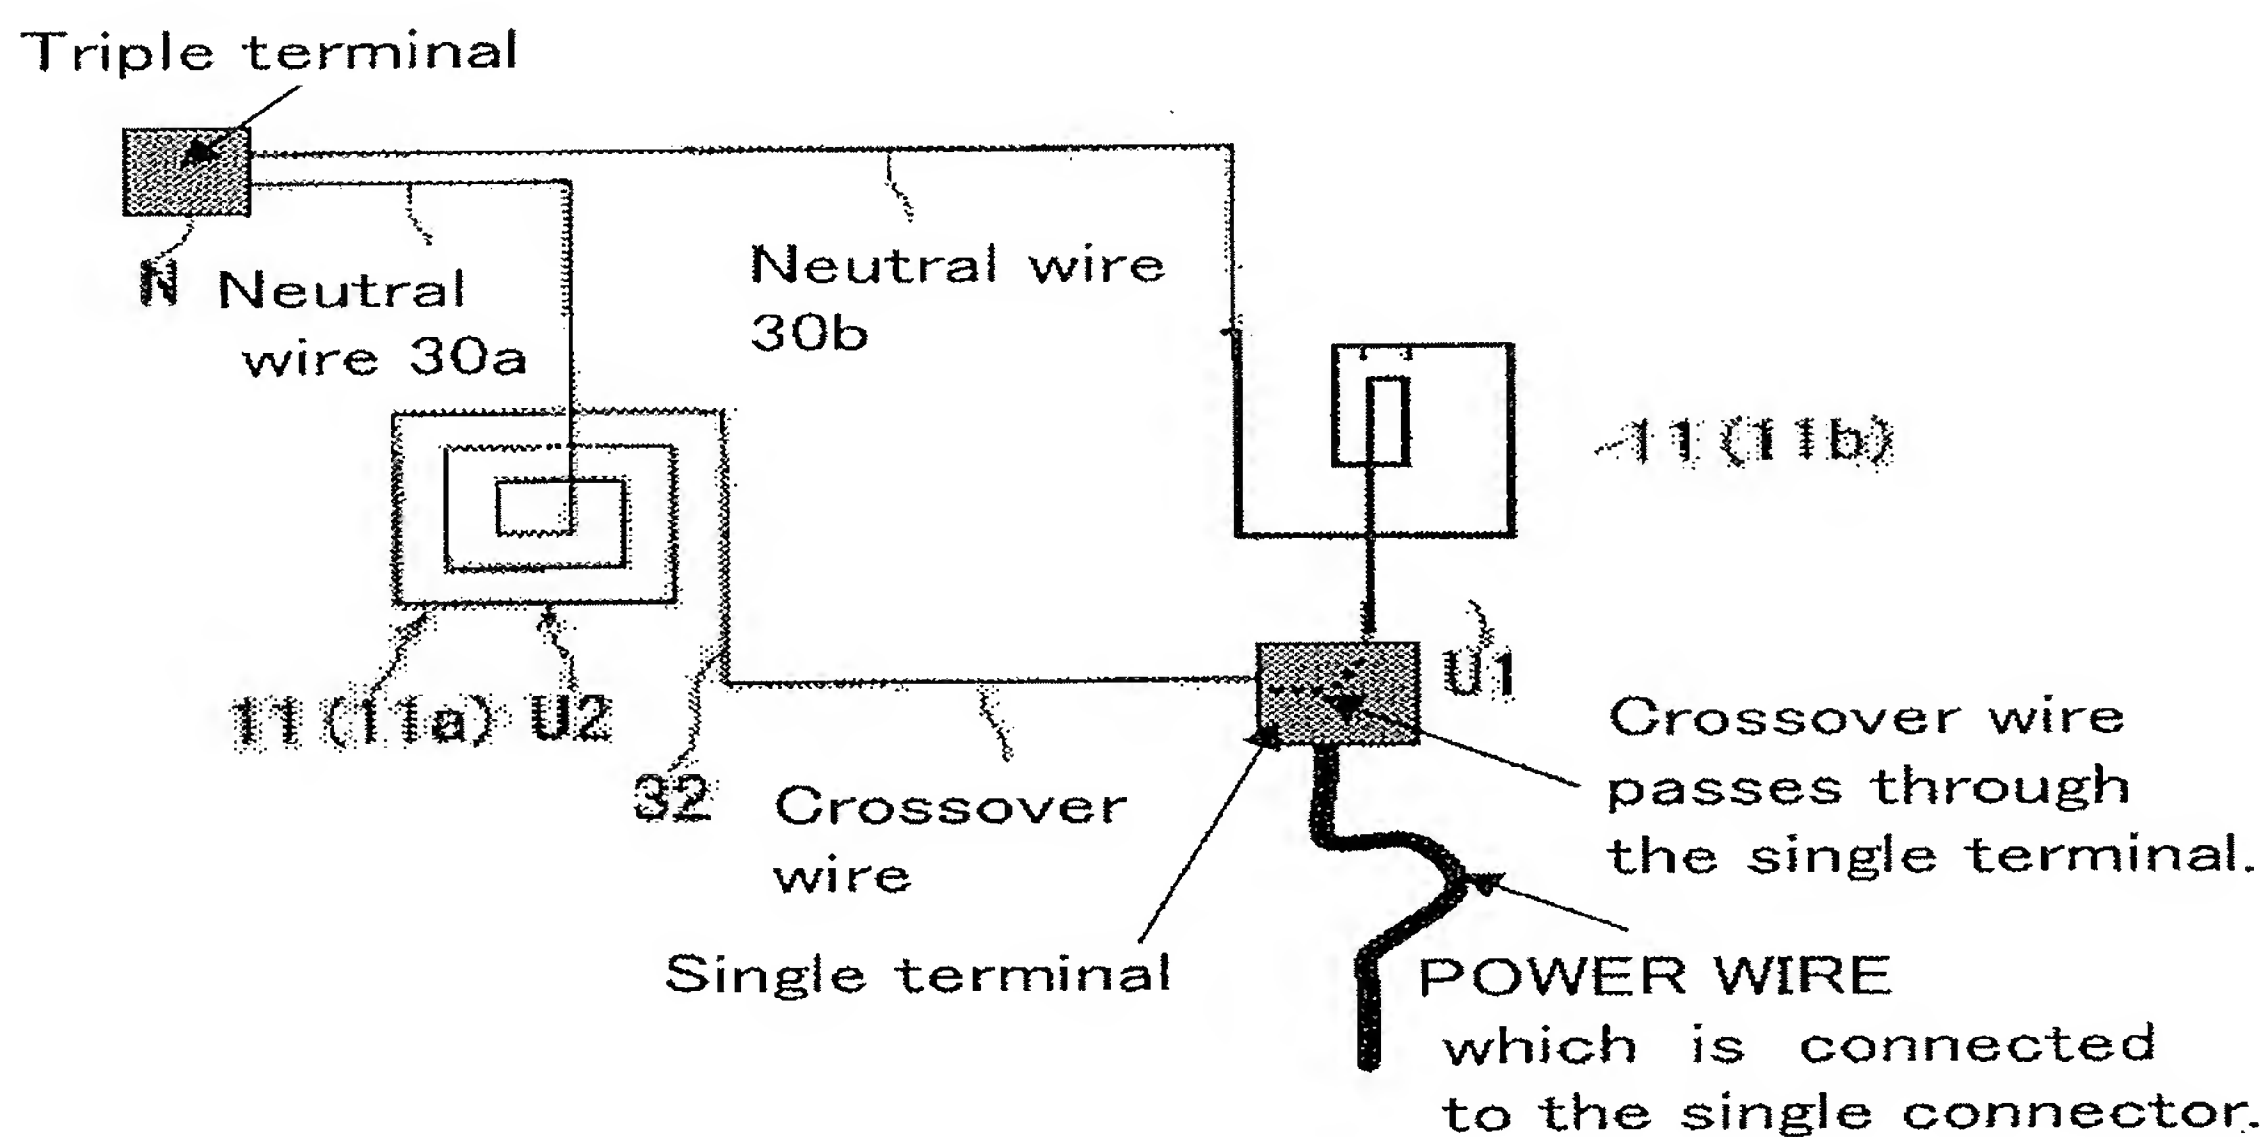 Triple terminal
N
Neutral
wire 30a
Neutral wire
30b
11(11b)
11(11a)
U2
U1
32
Crossover
wire
Crossover wire
passes through
the single terminal.
Single terminal
POWER WIRE
which is connected
to the single connector.